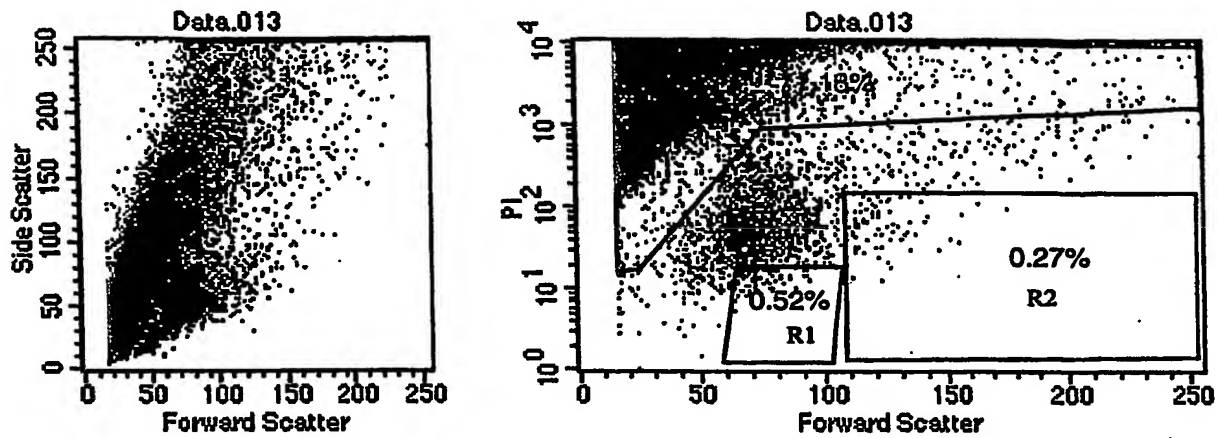 Data.013
250
200
150
100
50
0
Side Scatter
0 50 100 150 200 250
Forward Scatter
Data.013
10^4
10^3
10^2
10^1
10^0
PI
0.52%
R1
0.27%
R2
0 50 100 150 200 250
Forward Scatter